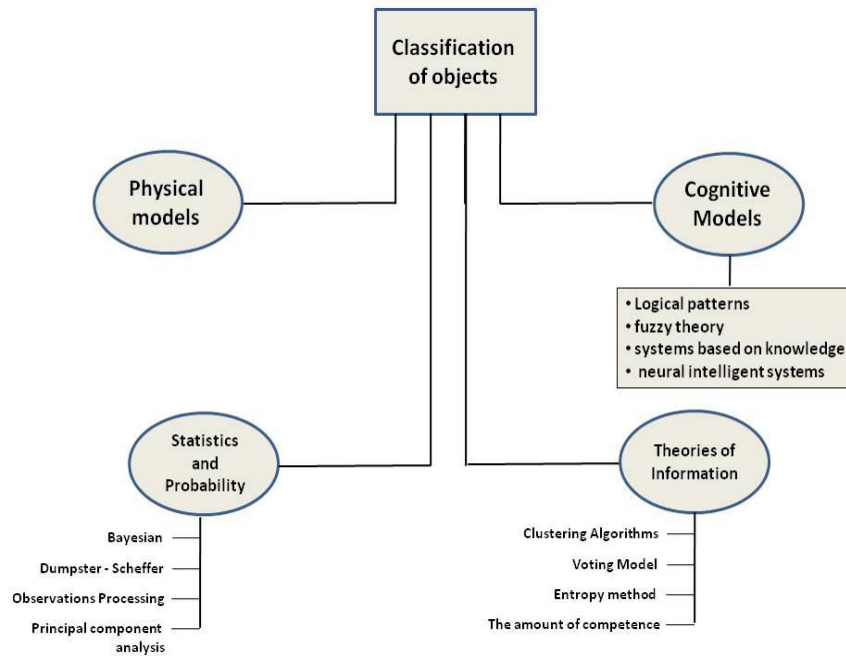 Classification
of objects
Physical
models
Cognitive
Models
• Logical patterns
• fuzzy theory
• systems based on knowledge
• neural intelligent systems
Statistics
and
Probability
Bayesian
Dumpster - Scheffer
Observations Processing
Principal component
analysis
Theories of
Information
Clustering Algorithms
Voting Model
Entropy method
The amount of competence